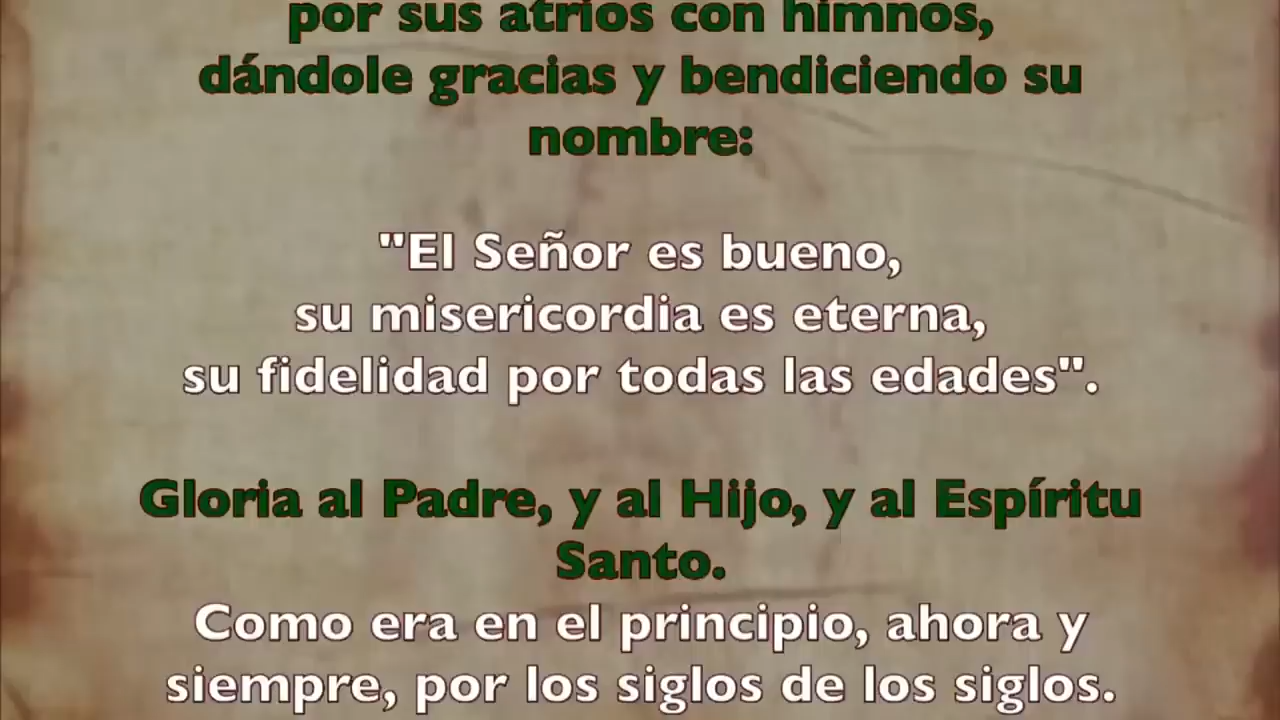 por sus atrios con himnos,
dándole gracias y bendiciendo su
nombre:
"El Señor es bueno,
su misericordia es eterna,
su fidelidad por todas las edades".
Gloria al Padre, y al Hijo, y al Espíritu
Santo.
Como era en el principio, ahora y
siempre, por los siglos de los siglos.